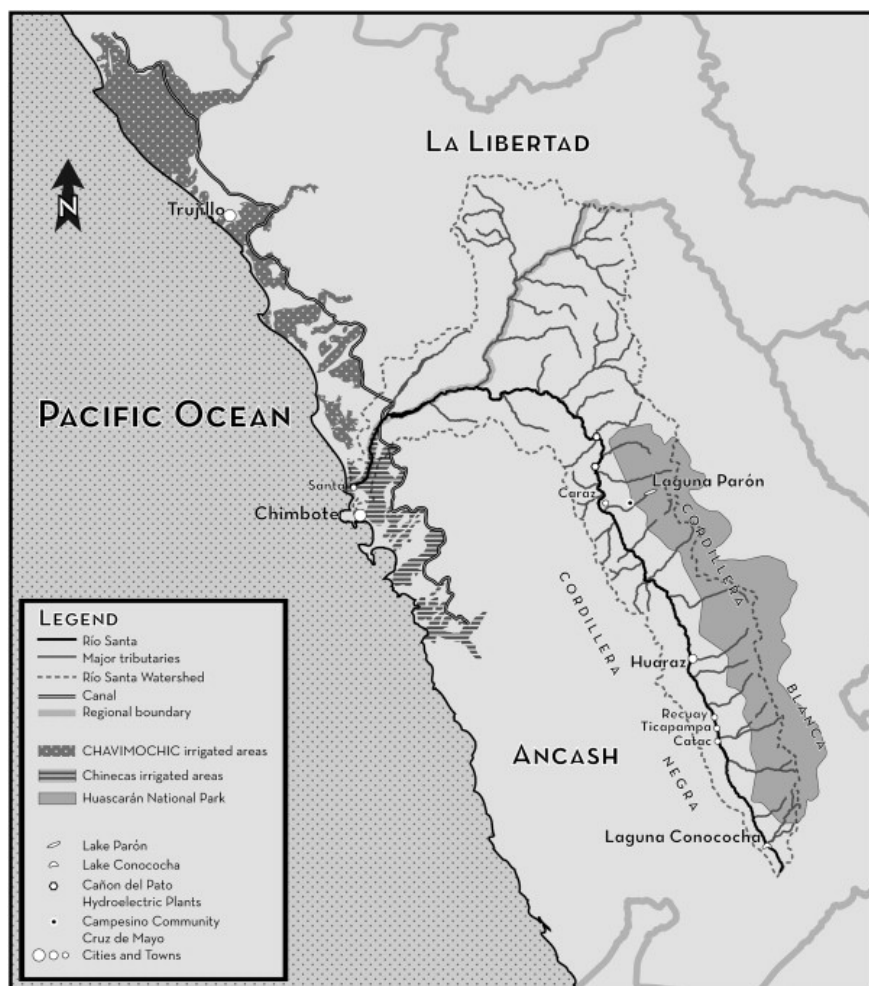 LA LIBERTAD
N
Trujillo
PACIFIC OCEAN
Santa
Chimbote
Caraz
Laguna Parón
CORDILLERA
BLANCA
CORDILLERA
NEGRA
Huaraz
Recuay
Ticapampa
Catac
ANCASH
Laguna Conococha
LEGEND
Río Santa
Major tributaries
Río Santa Watershed
Canal
Regional boundary
CHAVIMOCHIC irrigated areas
Chinecas irrigated areas
Huascarán National Park
Lake Parón
Lake Conococha
Cañon del Pato
Hydroelectric Plants
Campesino Community
Cruz de Mayo
Cities and Towns